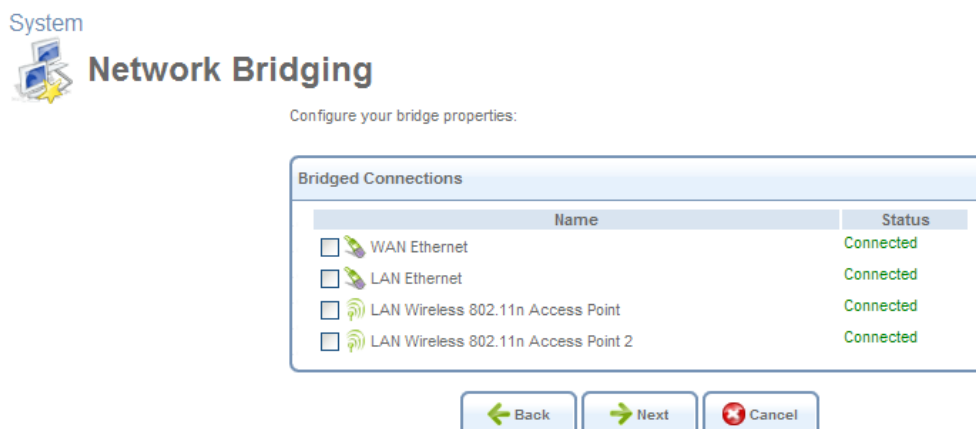 System
Network Bridging
Configure your bridge properties:
Bridged Connections
Name Status
WAN Ethernet Connected
LAN Ethernet Connected
LAN Wireless 802.11n Access Point Connected
LAN Wireless 802.11n Access Point 2 Connected
Back Next Cancel